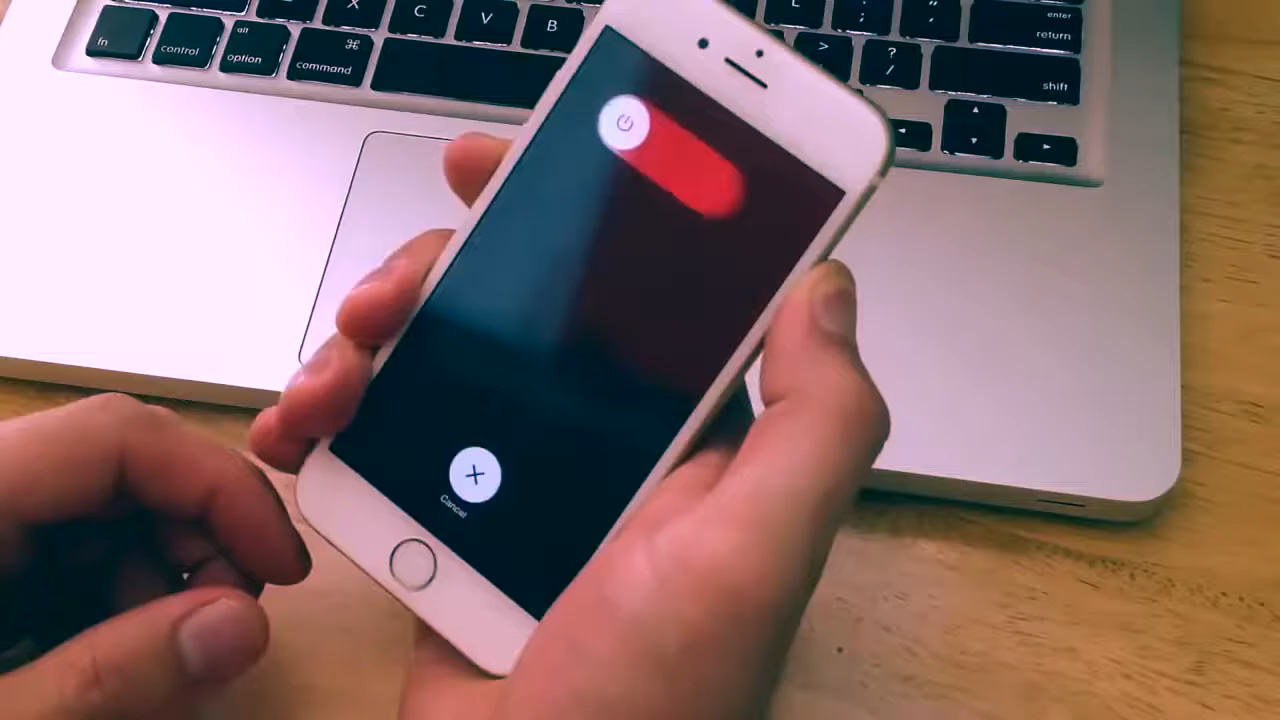 X
C
V
B
L
:
;
"
enter
return
fn
control
alt
option
⌘
command
>
?
/
shift
Cancel